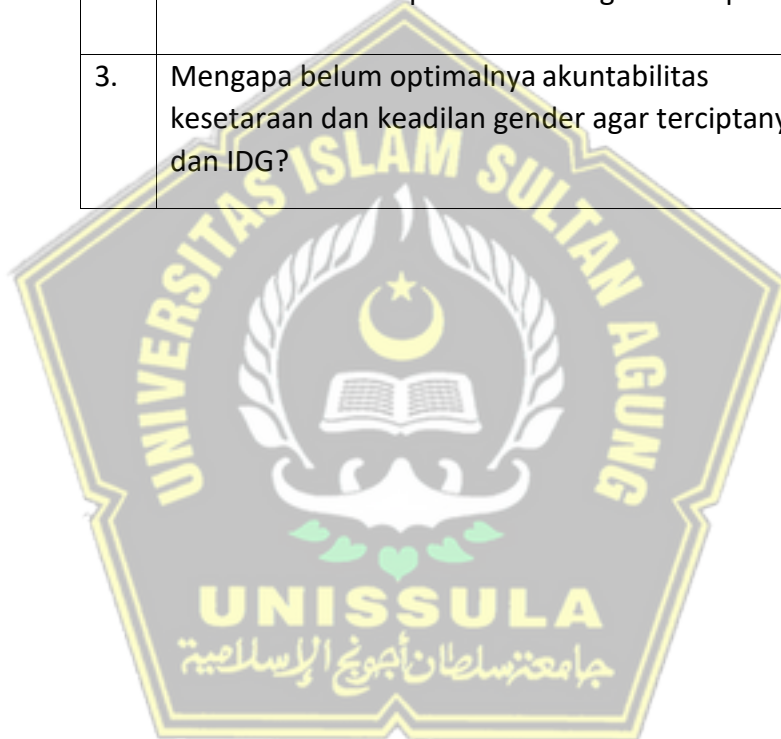 3. Mengapa belum optimalnya akuntabilitas
kesetaraan dan keadilan gender agar
dan IDG?
UNIVERSITAS ISLAM SULTAN AGUNG
UNISSULA
جامعة سلطان أجونج الإسلامية